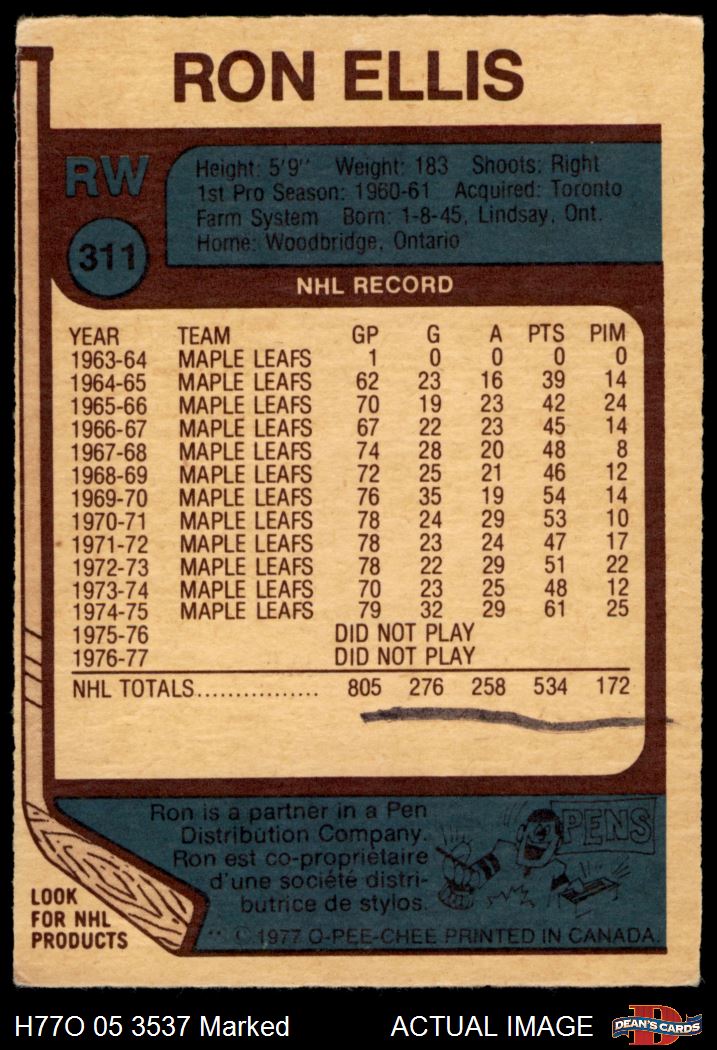 RON ELLIS
RW
311
Height: 5'9" Weight: 183 Shoots: Right
1st Pro Season: 1960-61 Acquired: Toronto
Farm System Born: 1-8-45, Lindsay, Ont.
Home: Woodbridge, Ontario
NHL RECORD
YEAR TEAM GP G A PTS PIM
1963-64 MAPLE LEAFS 1 0 0 0 0
1964-65 MAPLE LEAFS 62 23 16 39 14
1965-66 MAPLE LEAFS 70 19 23 42 24
1966-67 MAPLE LEAFS 67 22 23 45 14
1967-68 MAPLE LEAFS 74 28 20 48 8
1968-69 MAPLE LEAFS 72 25 21 46 12
1969-70 MAPLE LEAFS 76 35 19 54 14
1970-71 MAPLE LEAFS 78 24 29 53 10
1971-72 MAPLE LEAFS 78 23 24 47 17
1972-73 MAPLE LEAFS 78 22 29 51 22
1973-74 MAPLE LEAFS 70 23 25 48 12
1974-75 MAPLE LEAFS 79 32 29 61 25
1975-76 DID NOT PLAY
1976-77 DID NOT PLAY
NHL TOTALS................ 805 276 258 534 172
Ron is a partner in a Pen
Distribution Company.
Ron est co-propriétaire
d'une société distri-
butrice de stylos.
PENS
LOOK
FOR NHL
PRODUCTS
** © 1977 O-PEE-CHEE PRINTED IN CANADA.
H77O 05 3537 Marked ACTUAL IMAGE
D
DEAN'S CARDS